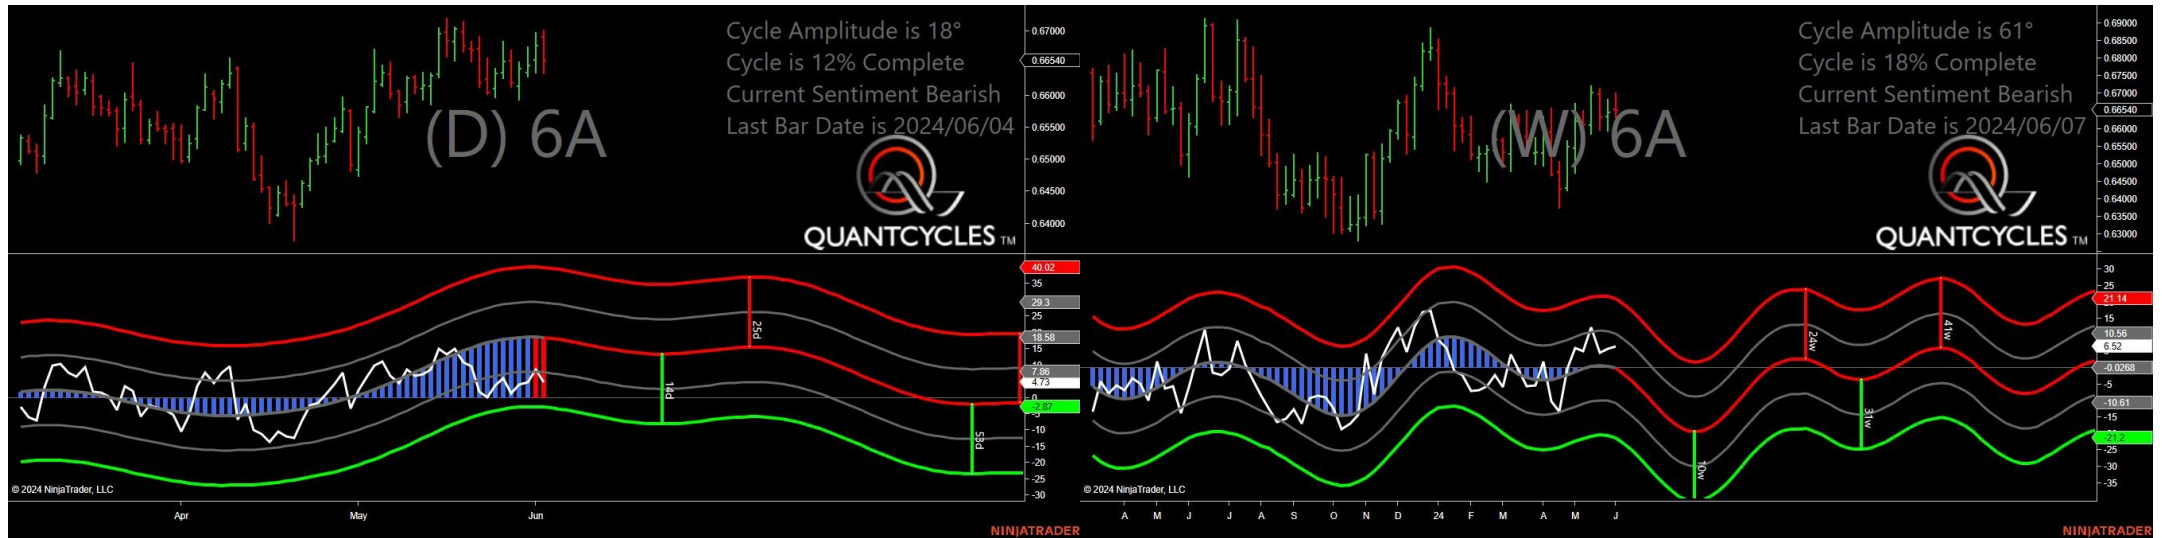 Cycle Amplitude is 18°
Cycle is 12% Complete
Current Sentiment Bearish
Last Bar Date is 2024/06/04
(D) 6A
QUANTCYCLES TM
0.67000
0.66540
0.66000
0.65500
0.65000
0.64500
0.64000
40.02
35
29.3
25
18.58
15
10
7.86
4.73
0
-2.87
-5
-10
-15
-20
-25
-30
14d
25d
53d
© 2024 NinjaTrader, LLC
Apr
May
Jun
NINJATRADER
Cycle Amplitude is 61°
Cycle is 18% Complete
Current Sentiment Bearish
Last Bar Date is 2024/06/07
(W) 6A
QUANTCYCLES TM
0.69000
0.68500
0.68000
0.67500
0.67000
0.66540
0.66000
0.65500
0.65000
0.64500
0.64000
0.63500
0.63000
30
25
21.14
15
10.56
6.52
-0.0268
-5
-10.61
-15
-21.2
-25
-30
-35
10w
24w
31w
41w
© 2024 NinjaTrader, LLC
A
M
J
J
A
S
O
N
D
24
F
M
A
M
J
NINJATRADER